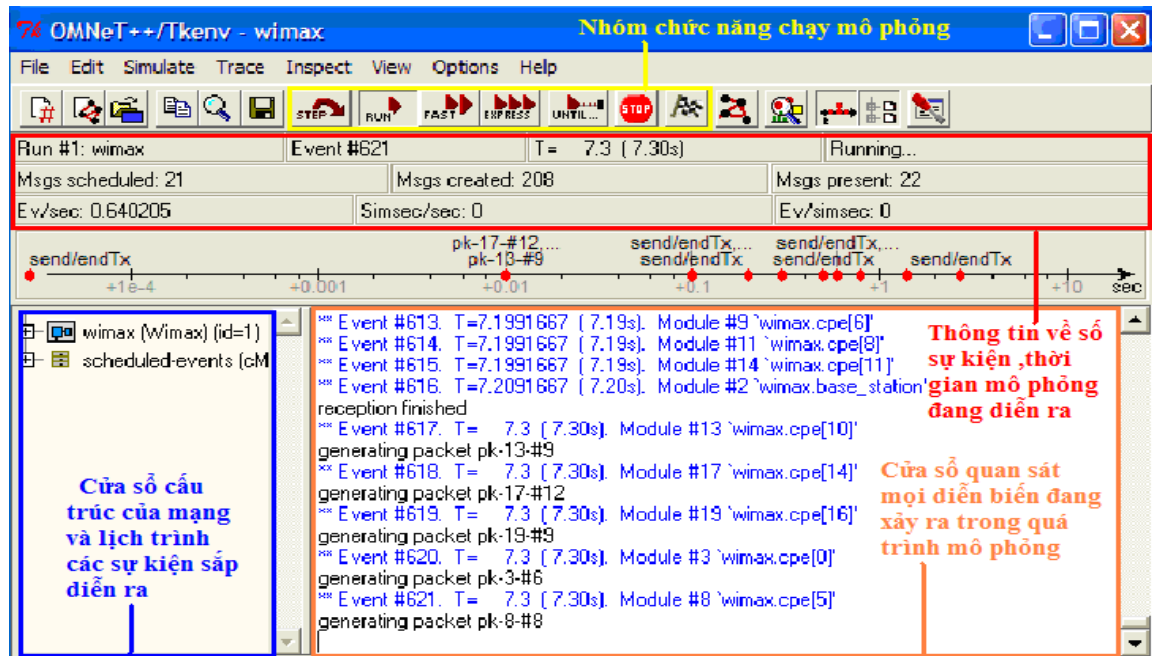 OMNeT++/Tkenv - wimax
Nhóm chức năng chạy mô phỏng
File Edit Simulate Trace Inspect View Options Help
STEP RUN FAST EXPRESS UNTIL... STOP
Run #1: wimax Event #621 T= 7.3 ( 7.30s) Running...
Msgs scheduled: 21 Msgs created: 208 Msgs present: 22
Ev/sec: 0.640205 Simsec/sec: 0 Ev/simsec: 0
pk-17-#12,... send/endTx,... send/endTx,...
send/endTx pk-13-#9 send/endTx send/endTx send/endTx
+1e-4 +0.001 +0.01 +0.1 +1 +10 sec
wimax (Wimax) (id=1)
scheduled-events (cM
Cửa sổ cấu
trúc của mạng
và lịch trình
các sự kiện sắp
diễn ra
** Event #613. T=7.1991667 ( 7.19s). Module #9 `wimax.cpe[6]'
** Event #614. T=7.1991667 ( 7.19s). Module #11 `wimax.cpe[8]'
** Event #615. T=7.1991667 ( 7.19s). Module #14 `wimax.cpe[11]'
** Event #616. T=7.2091667 ( 7.20s). Module #2 `wimax.base_station'
reception finished
** Event #617. T= 7.3 ( 7.30s). Module #13 `wimax.cpe[10]'
generating packet pk-13-#9
** Event #618. T= 7.3 ( 7.30s). Module #17 `wimax.cpe[14]'
generating packet pk-17-#12
** Event #619. T= 7.3 ( 7.30s). Module #19 `wimax.cpe[16]'
generating packet pk-19-#9
** Event #620. T= 7.3 ( 7.30s). Module #3 `wimax.cpe[0]'
generating packet pk-3-#6
** Event #621. T= 7.3 ( 7.30s). Module #8 `wimax.cpe[5]'
generating packet pk-8-#8
Thông tin về số
sự kiện ,thời
gian mô phỏng
đang diễn ra
Cửa sổ quan sát
mọi diễn biến đang
xảy ra trong quá
trình mô phỏng